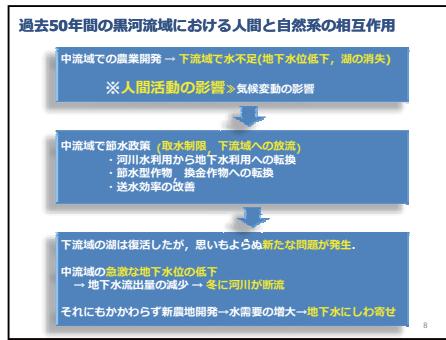 過去50年間の黒河流域における人間と自然系の相互作用
中流域での農業開発 → 下流域で水不足(地下水位低下，湖の消失)
※人間活動の影響≫気候変動の影響
中流域で節水政策 (取水制限，下流域への放流)
・河川水利用から地下水利用への転換
・節水型作物，換金作物への転換
・送水効率の改善
下流域の湖は復活したが，思いもよらぬ新たな問題が発生．
中流域の急激な地下水位の低下
→ 地下水流出量の減少 → 冬に河川が断流
それにもかかわらず新農地開発→水需要の増大→地下水にしわ寄せ
8